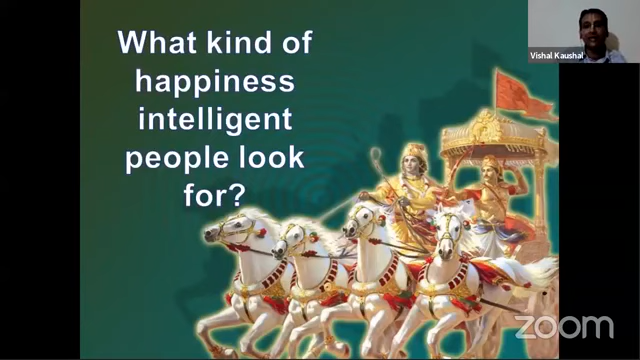 What kind of
happiness
intelligent
people look
for?
Vishal Kaushal
zoom